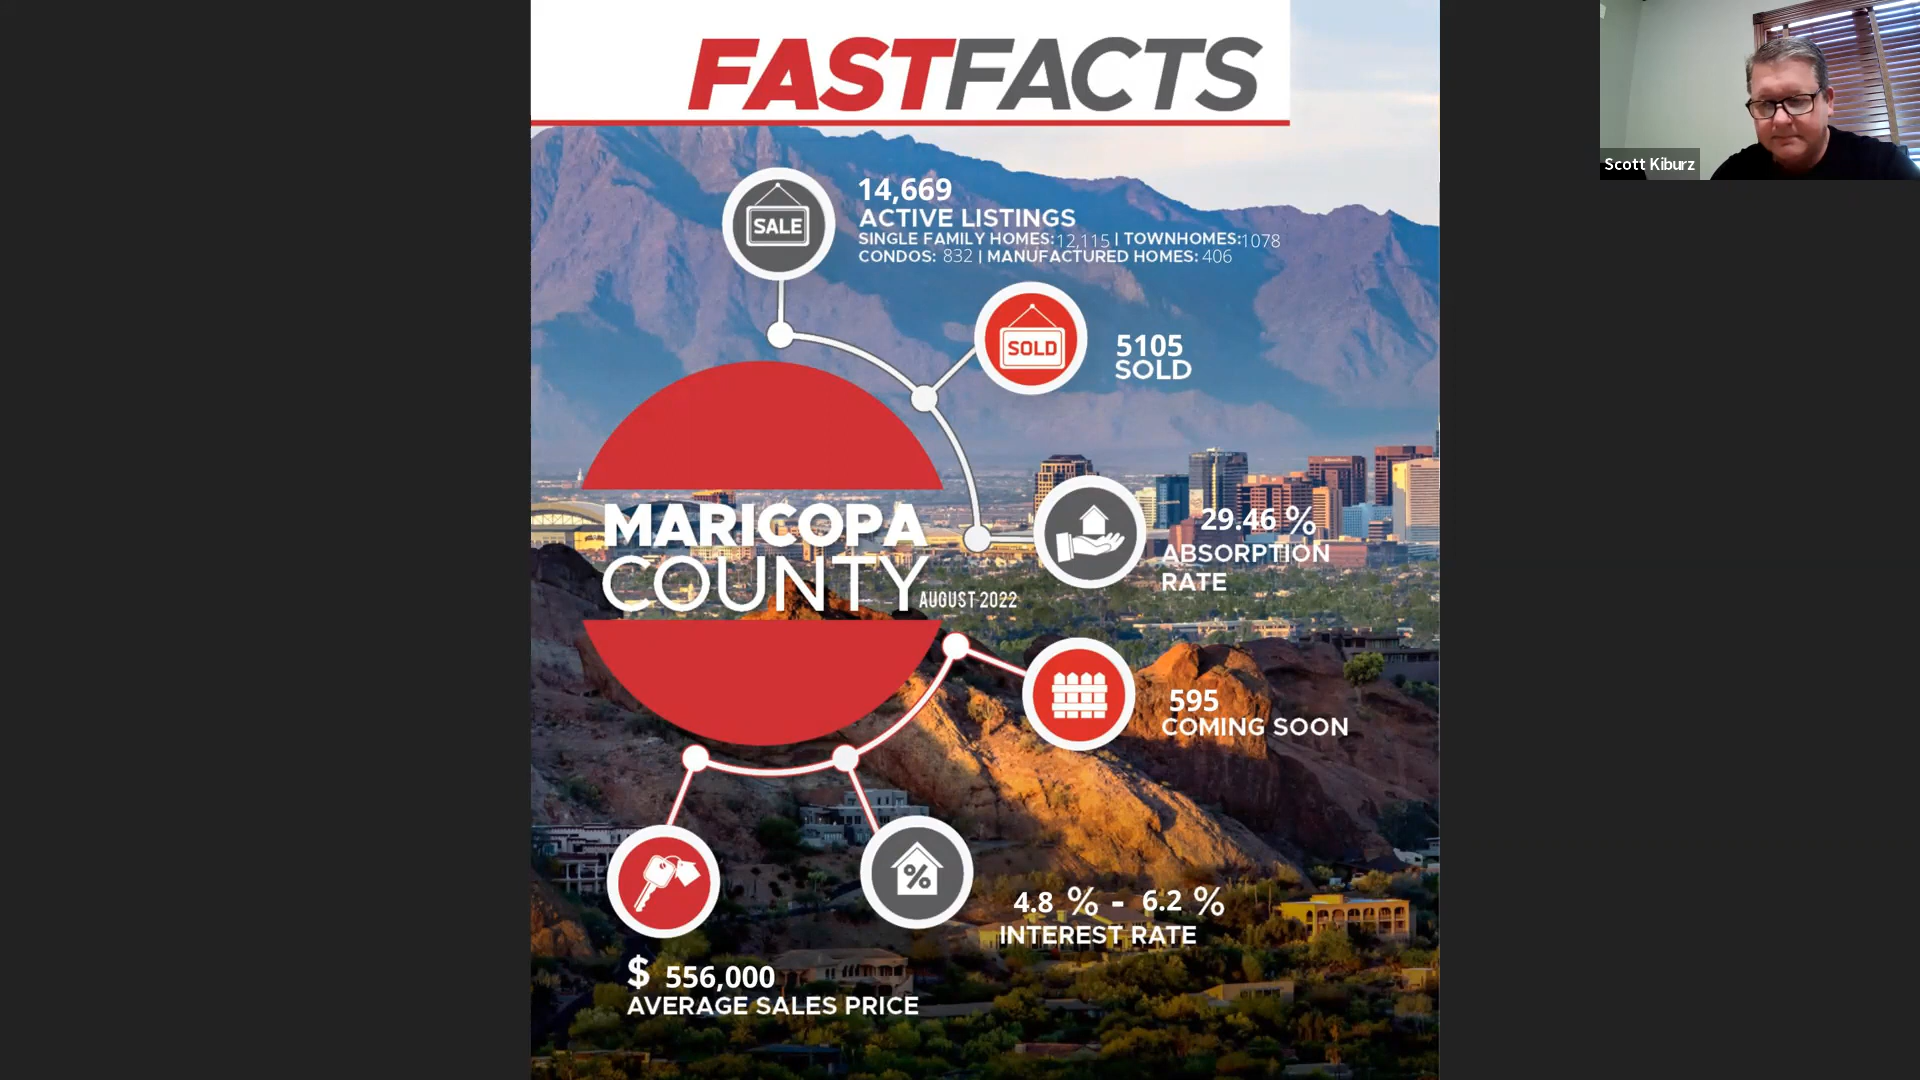 FASTFACTS
Scott Kiburz
SALE
14,669
ACTIVE LISTINGS
SINGLE FAMILY HOMES: 12,115 | TOWNHOMES: 1078
CONDOS: 832 | MANUFACTURED HOMES: 406
SOLD
5105
SOLD
29.46 %
ABSORPTION
RATE
MARICOPA
COUNTY AUGUST 2022
595
COMING SOON
%
4.8 % - 6.2 %
INTEREST RATE
$ 556,000
AVERAGE SALES PRICE